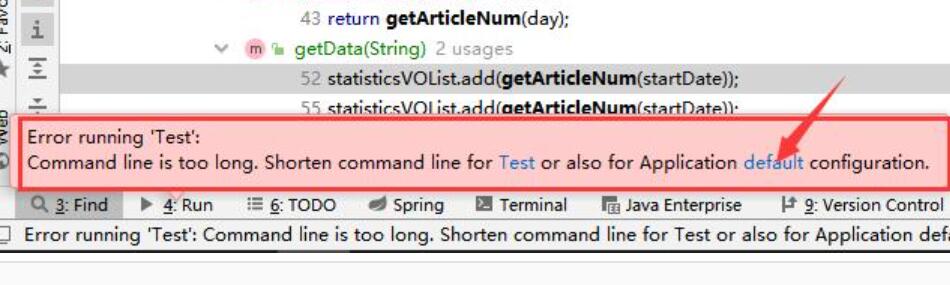 43 return getArticleNum(day);
m getData(String) 2 usages
52 statisticsVOList.add(getArticleNum(startDate));
55 statisticsVOList.add(getArticleNum(startDate));
Error running 'Test':
Command line is too long. Shorten command line for Test or also for Application default configuration.
3: Find 4: Run 6: TODO Spring Terminal Java Enterprise 9: Version Control
Error running 'Test': Command line is too long. Shorten command line for Test or also for Application def
Web